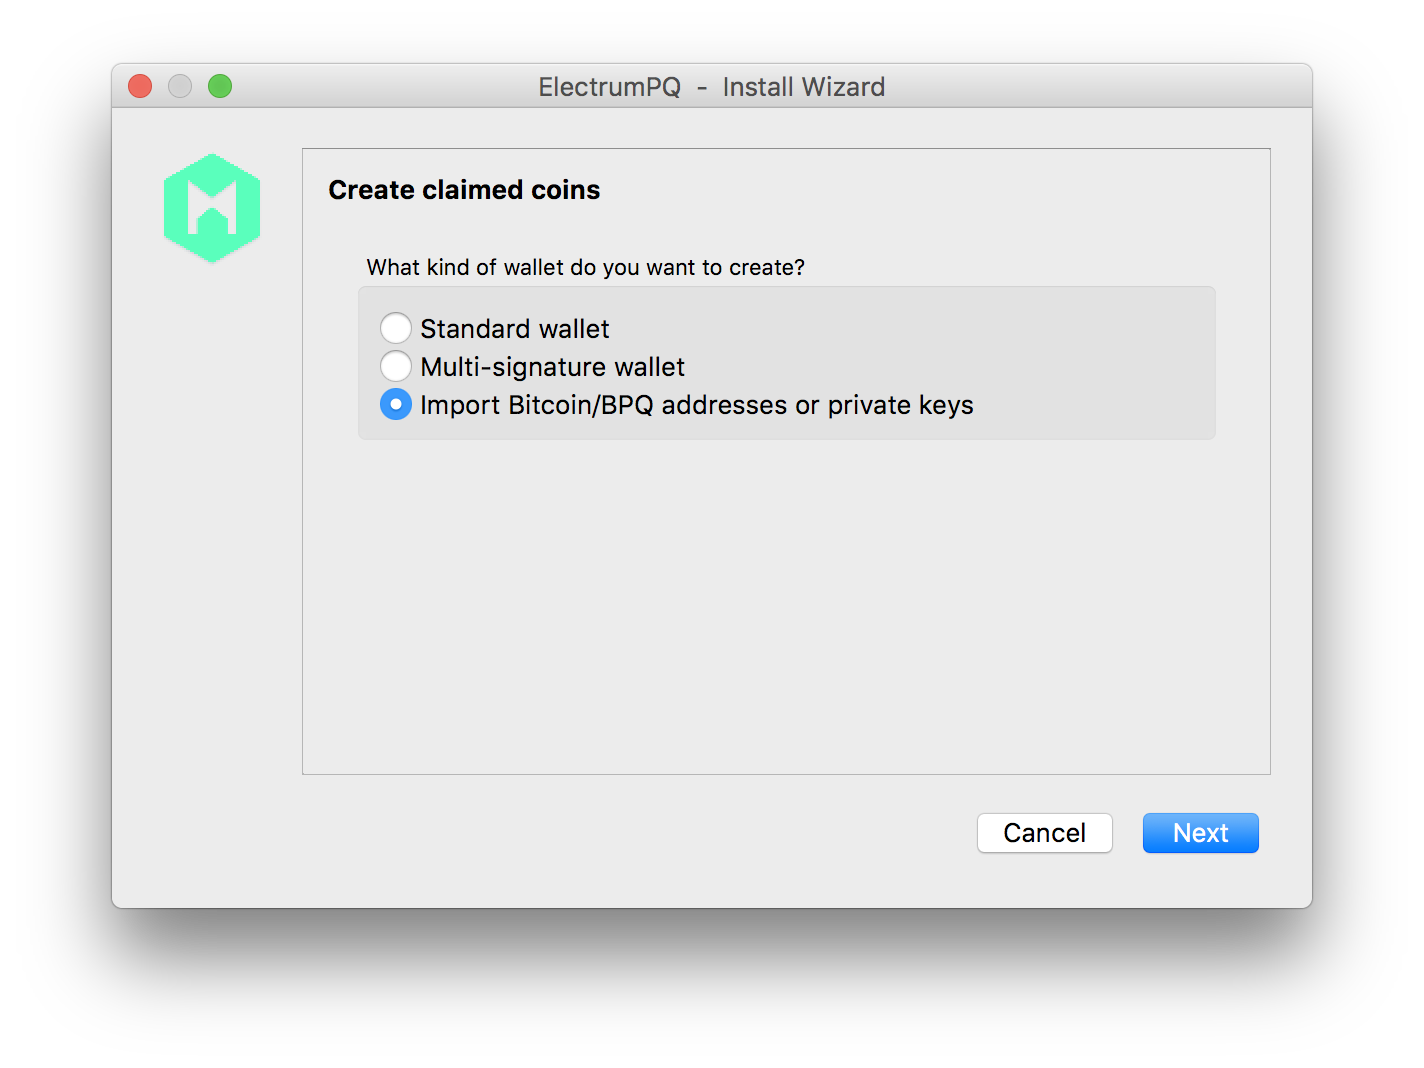 ElectrumPQ - Install Wizard
Create claimed coins
What kind of wallet do you want to create?
Standard wallet
Multi-signature wallet
Import Bitcoin/BPQ addresses or private keys
Cancel Next